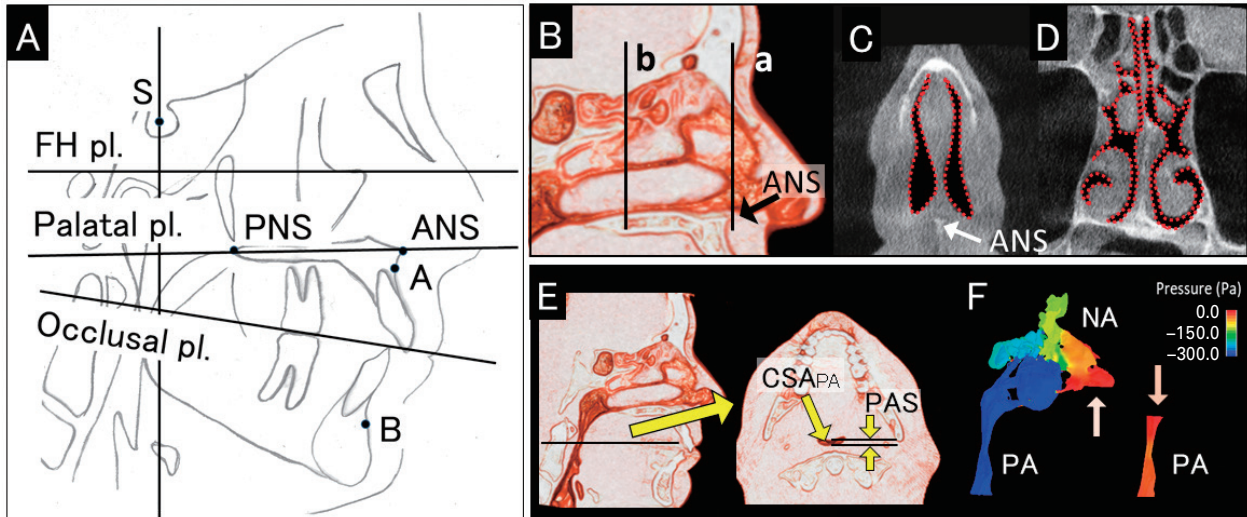 A
S
FH pl.
Palatal pl.
PNS
ANS
A
Occlusal pl.
B
B
b
a
ANS
C
ANS
D
E
CSAPA
PAS
F
NA
Pressure (Pa)
0.0
−150.0
−300.0
PA
PA